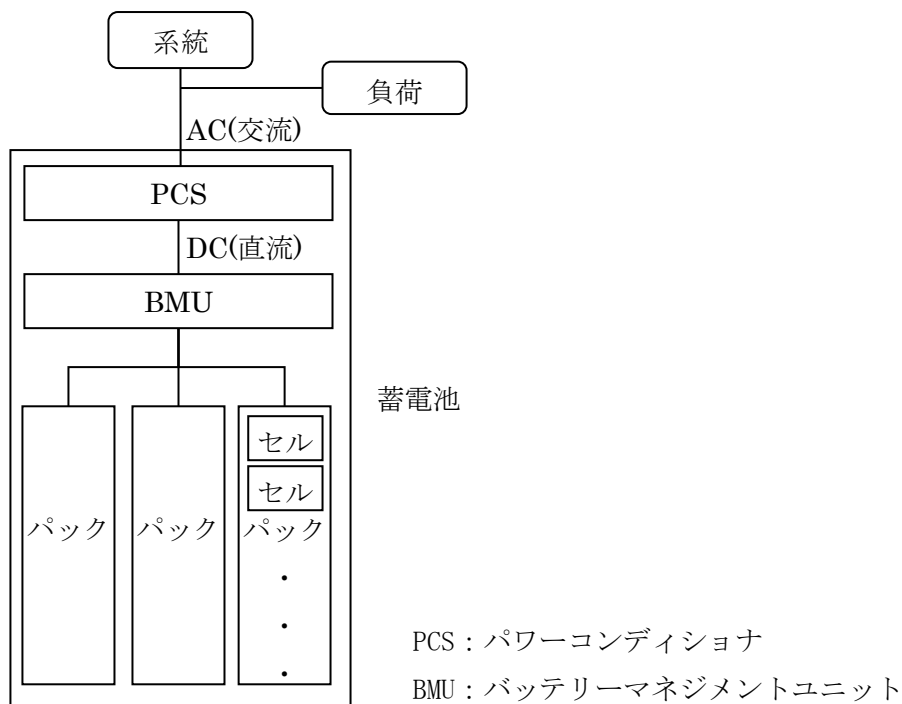 系統
負荷
AC(交流)
PCS
DC(直流)
BMU
蓄電池
セル
セル
パック
パック
パック
・
・
・
PCS：パワーコンディショナ
BMU：バッテリーマネジメントユニット